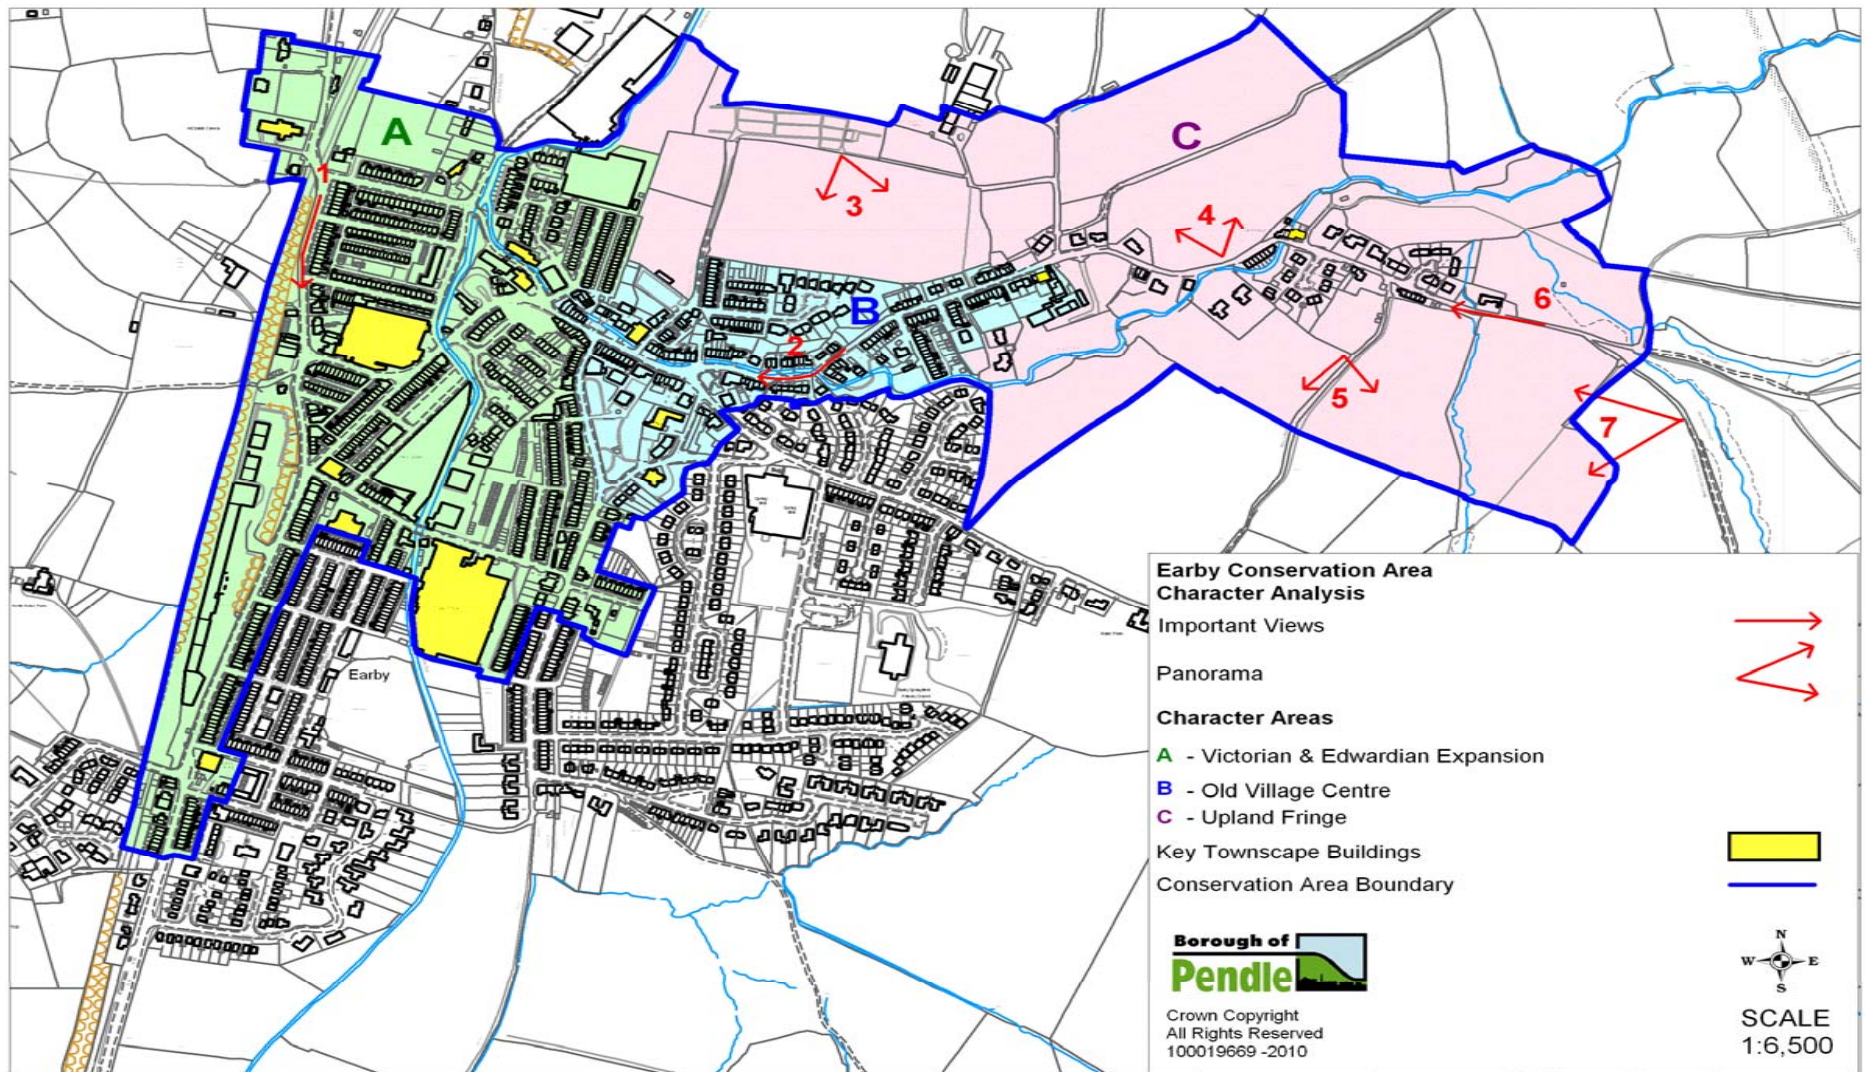 A
C
1
3
4
B
6
2
5
7
Earby
Earby Conservation Area
Character Analysis
Important Views
Panorama
Character Areas
A - Victorian & Edwardian Expansion
B - Old Village Centre
C - Upland Fringe
Key Townscape Buildings
Conservation Area Boundary
Borough of
Pendle
Crown Copyright
All Rights Reserved
100019669 -2010
N
W E
S
SCALE
1:6,500